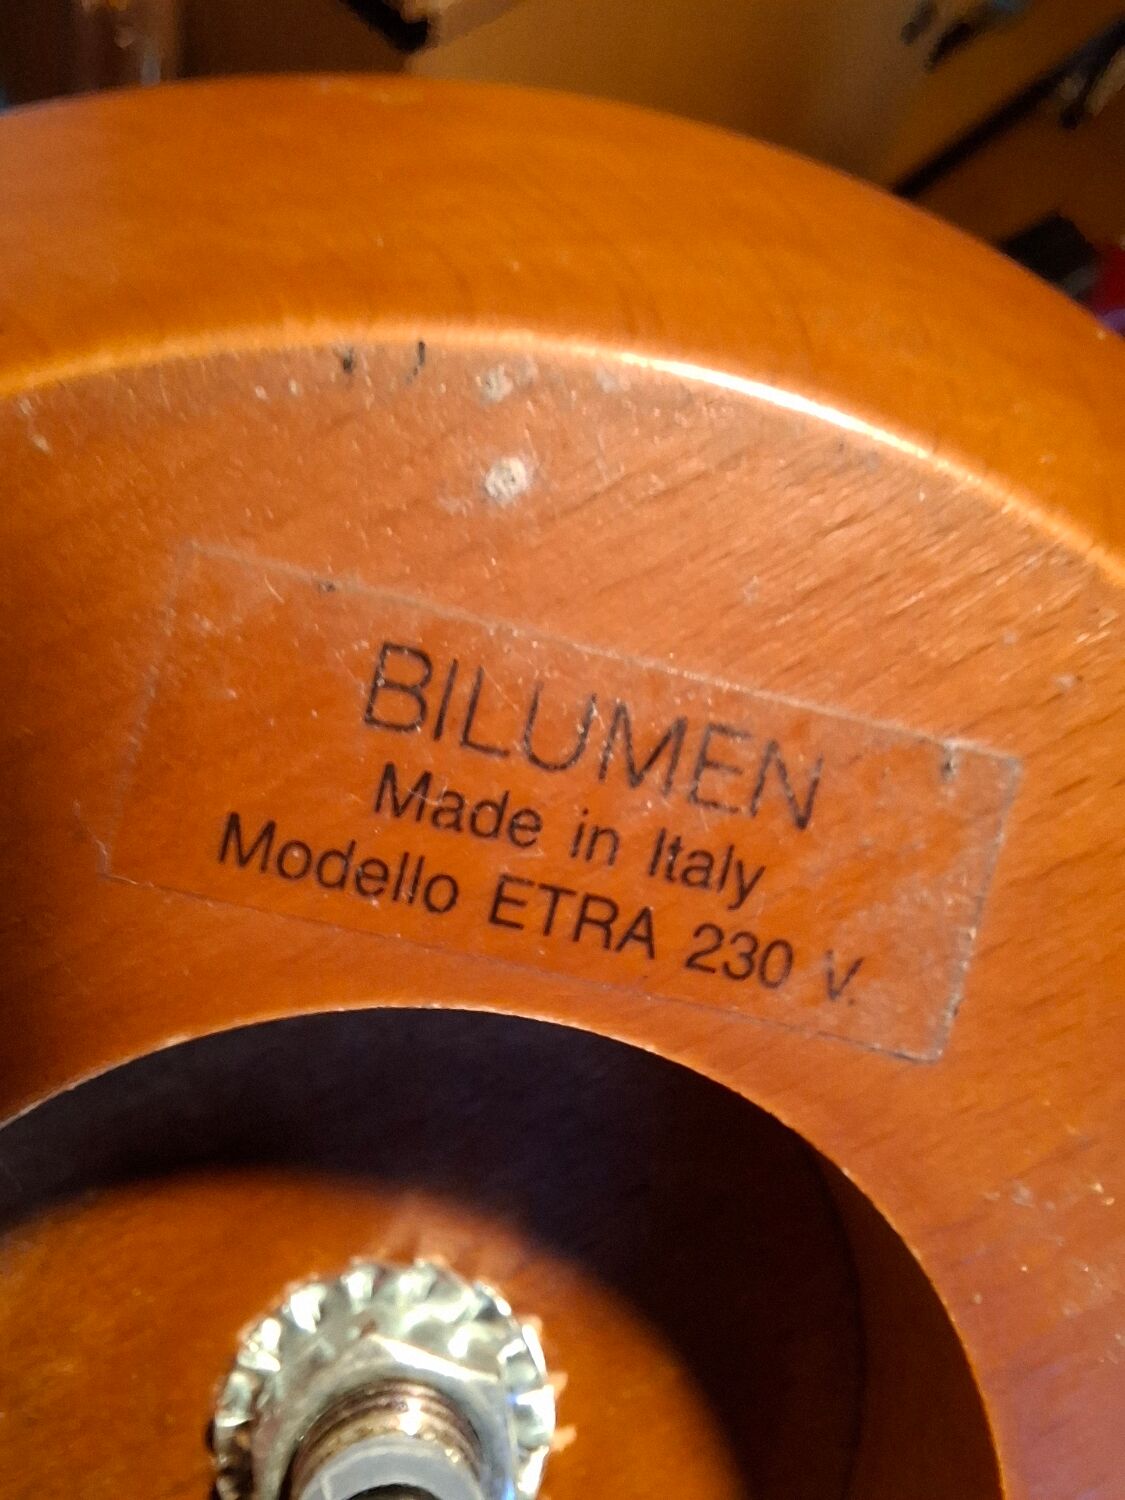 BILUMEN
Made in Italy
Modello ETRA 230 V.